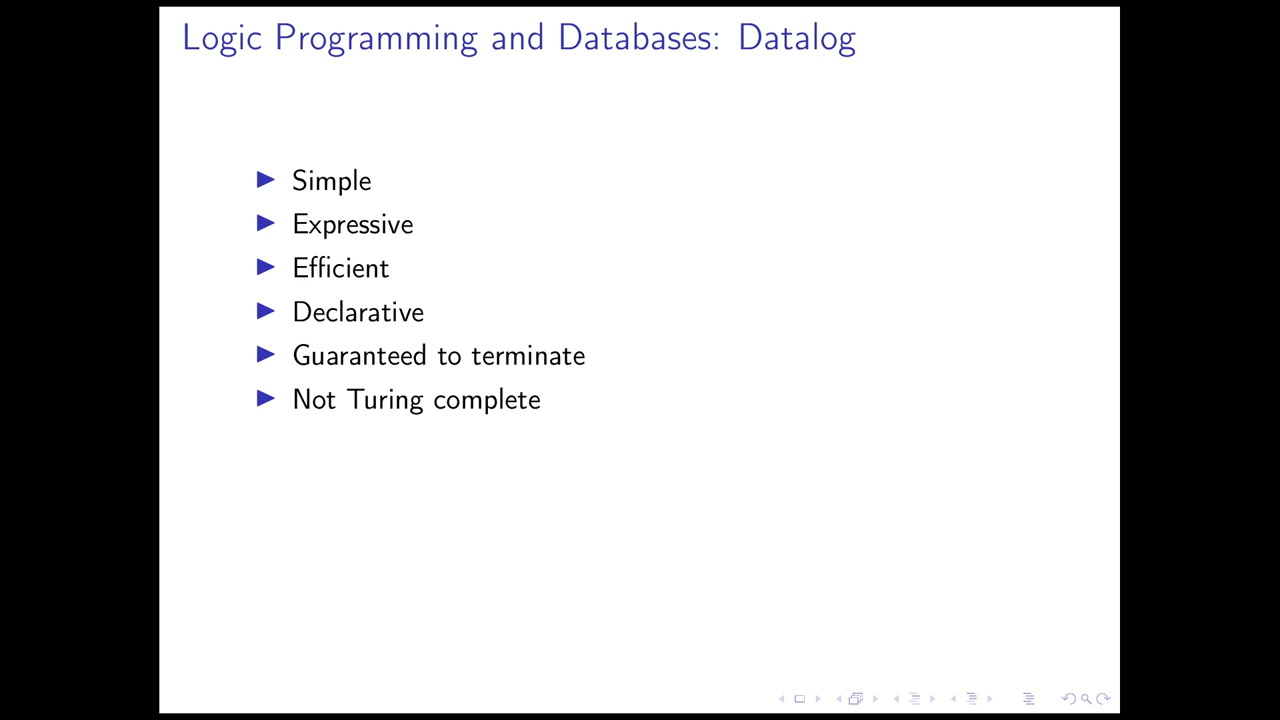 Logic Programming and Databases: Datalog
Simple
Expressive
Efficient
Declarative
Guaranteed to terminate
Not Turing complete